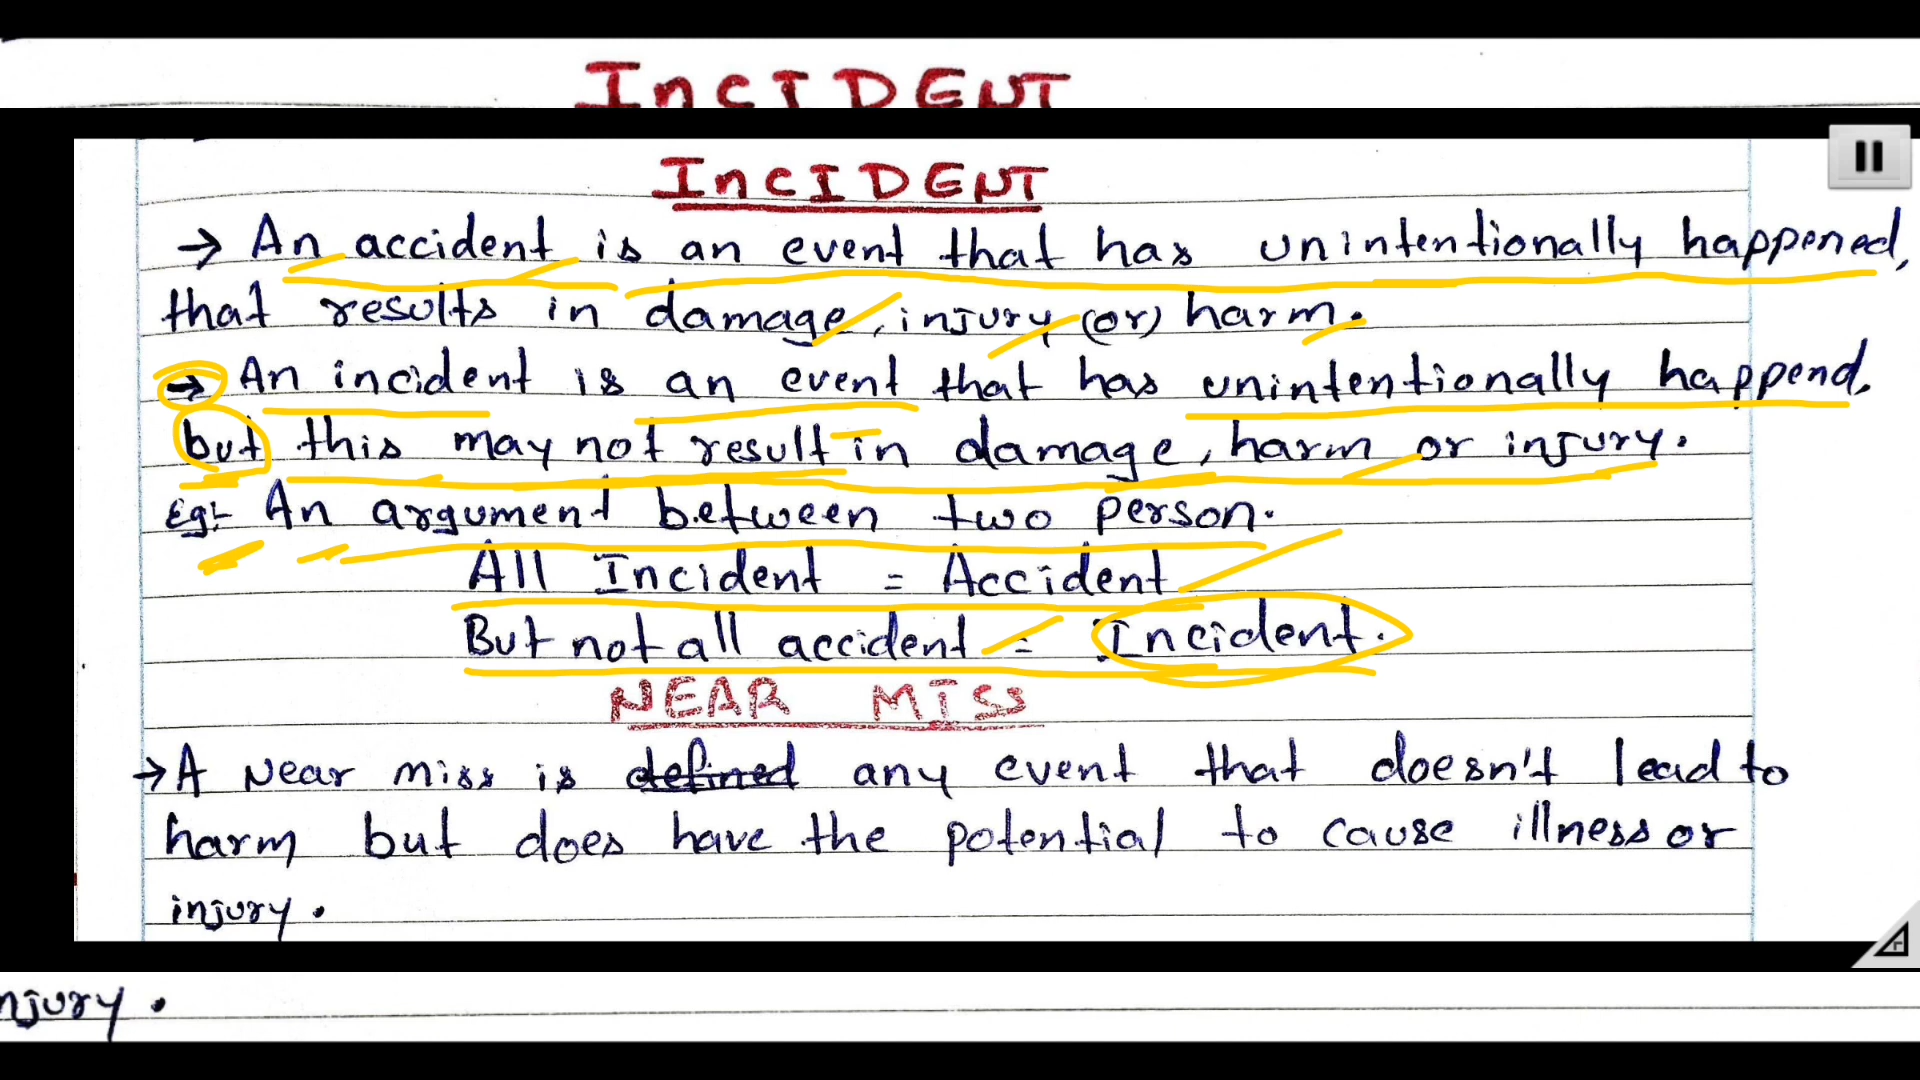 INCIDENT
INCIDENT
→ An accident is an event that has unintentionally happened,
that results in damage, injury (or) harm.
→ An incident is an event that has unintentionally happend,
but this may not result in damage, harm or injury.
Eg:- An argument between two person.
All Incident = Accident
But not all accident = Incident.
NEAR MISS
→ A Near miss is defined any event that doesn't lead to
harm but does have the potential to cause illness or
injury.
njury.